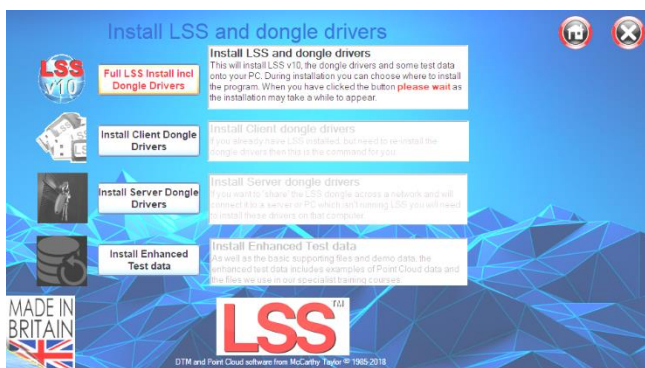 Install LSS and dongle drivers
LSS
v10
Full LSS Install incl
Dongle Drivers
Install LSS and dongle drivers
This will install LSS v10, the dongle drivers and some test data
onto your PC. During installation you can choose where to install
the program. When you have clicked the button please wait as
the installation may take a while to appear.
Install Client Dongle
Drivers
Install Client dongle drivers
If you already have LSS installed, but need to re-install the
dongle drivers then this is the command for you
Install Server Dongle
Drivers
Install Server dongle drivers
If you want to 'share' the LSS dongle across a network and will
connect it to a server or PC which isn't running LSS you will need
to install these drivers on that computer
Install Enhanced
Test data
Install Enhanced Test data
As well as the basic supporting files and demo data, the
enhanced test data includes examples of Point Cloud data and
the files we use in our specialist training courses
MADE IN
BRITAIN
LSS™
DTM and Point Cloud software from McCarthy Taylor © 1985-2018